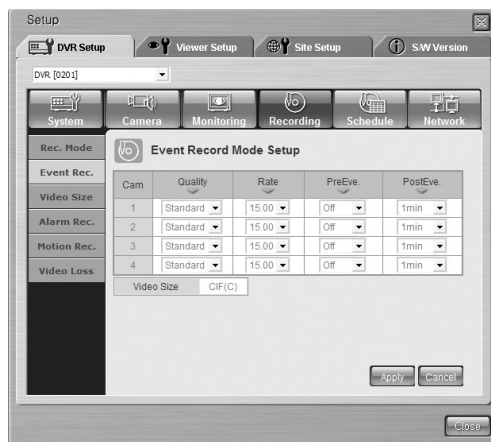 Setup
DVR Setup Viewer Setup Site Setup S/W Version
DVR [0201]
System Camera Monitoring Recording Schedule Network
Rec. Mode
Event Rec.
Video Size
Alarm Rec.
Motion Rec.
Video Loss
Event Record Mode Setup
Cam Quality Rate PreEve. PostEve.
1 Standard 15.00 Off 1min
2 Standard 15.00 Off 1min
3 Standard 15.00 Off 1min
4 Standard 15.00 Off 1min
Video Size CIF(C)
Apply Cancel
Close